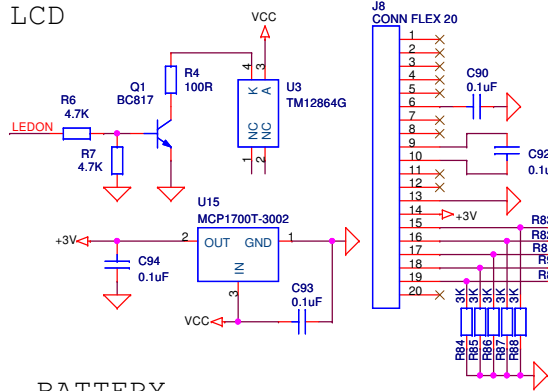 LCD
VCC
J8
CONN FLEX 20
R4
100R
Q1
BC817
4
3
K
A
U3
TM12864G
NC
NC
1
2
R6
4.7K
LEDON
R7
4.7K
1
2
3
4
5
6
7
8
9
10
11
12
13
14
15
16
17
18
19
20
C90
0.1uF
C92
+3V
U15
MCP1700T-3002
+3V
2
OUT
GND
1
IN
3
C94
0.1uF
VCC
C93
0.1uF
3K
3K
3K
3K
3K
R84
R85
R86
R87
R88
BATTERY